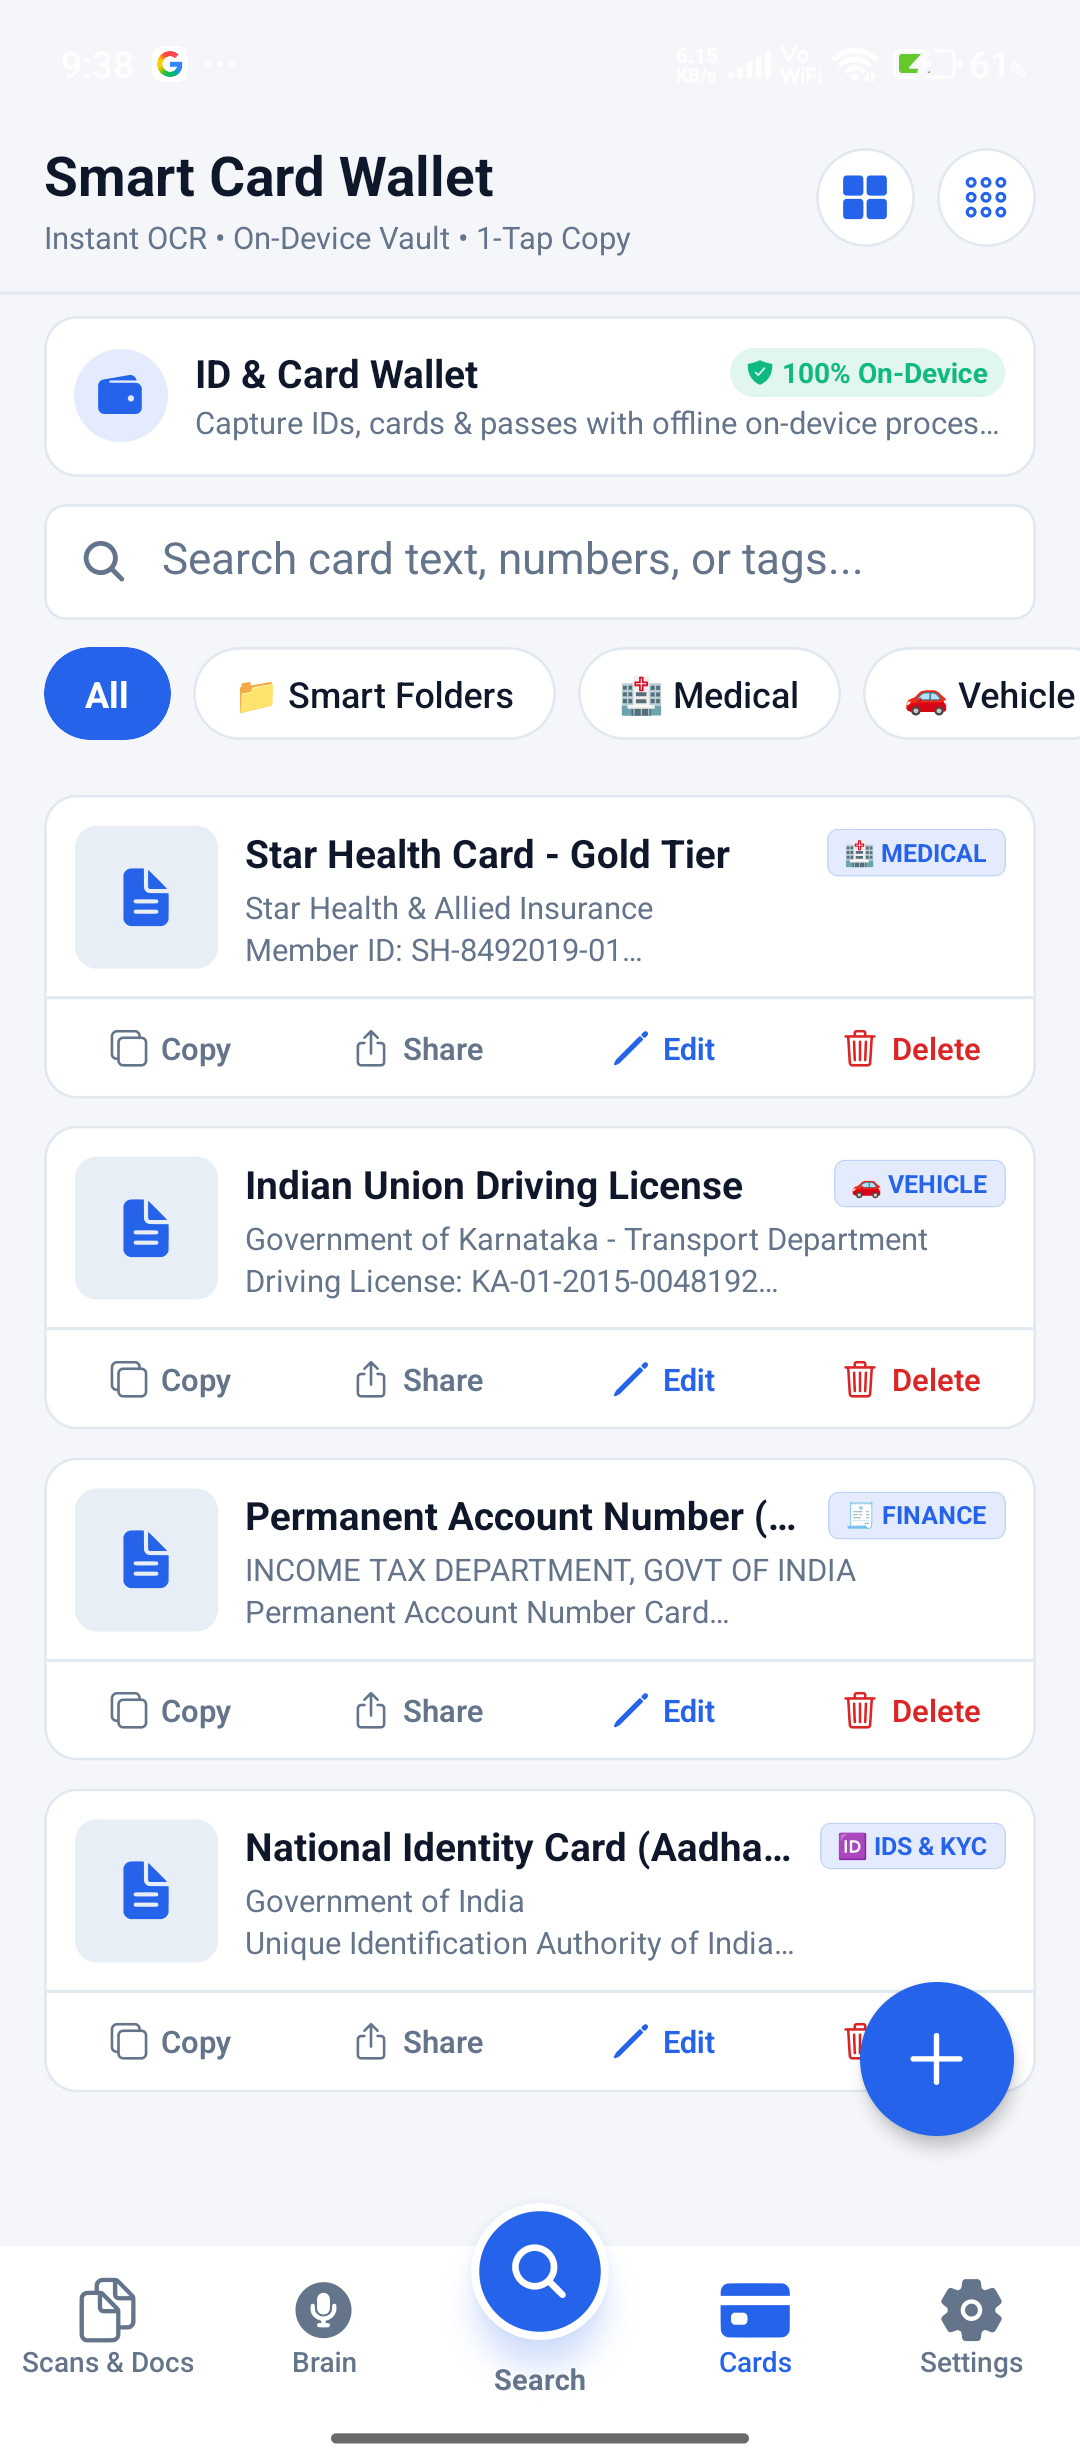 9:38
6.15 KB/s Vo WiFi 61%
Smart Card Wallet
Instant OCR • On-Device Vault • 1-Tap Copy
ID & Card Wallet 100% On-Device
Capture IDs, cards & passes with offline on-device proces...
Search card text, numbers, or tags...
All 📁 Smart Folders 🏥 Medical 🚗 Vehicle
Star Health Card - Gold Tier 🏥 MEDICAL
Star Health & Allied Insurance
Member ID: SH-8492019-01...
Copy Share Edit Delete
Indian Union Driving License 🚗 VEHICLE
Government of Karnataka - Transport Department
Driving License: KA-01-2015-0048192...
Copy Share Edit Delete
Permanent Account Number (... 🧾 FINANCE
INCOME TAX DEPARTMENT, GOVT OF INDIA
Permanent Account Number Card...
Copy Share Edit Delete
National Identity Card (Aadha... 🆔 IDS & KYC
Government of India
Unique Identification Authority of India...
Copy Share Edit
Scans & Docs Brain Search Cards Settings